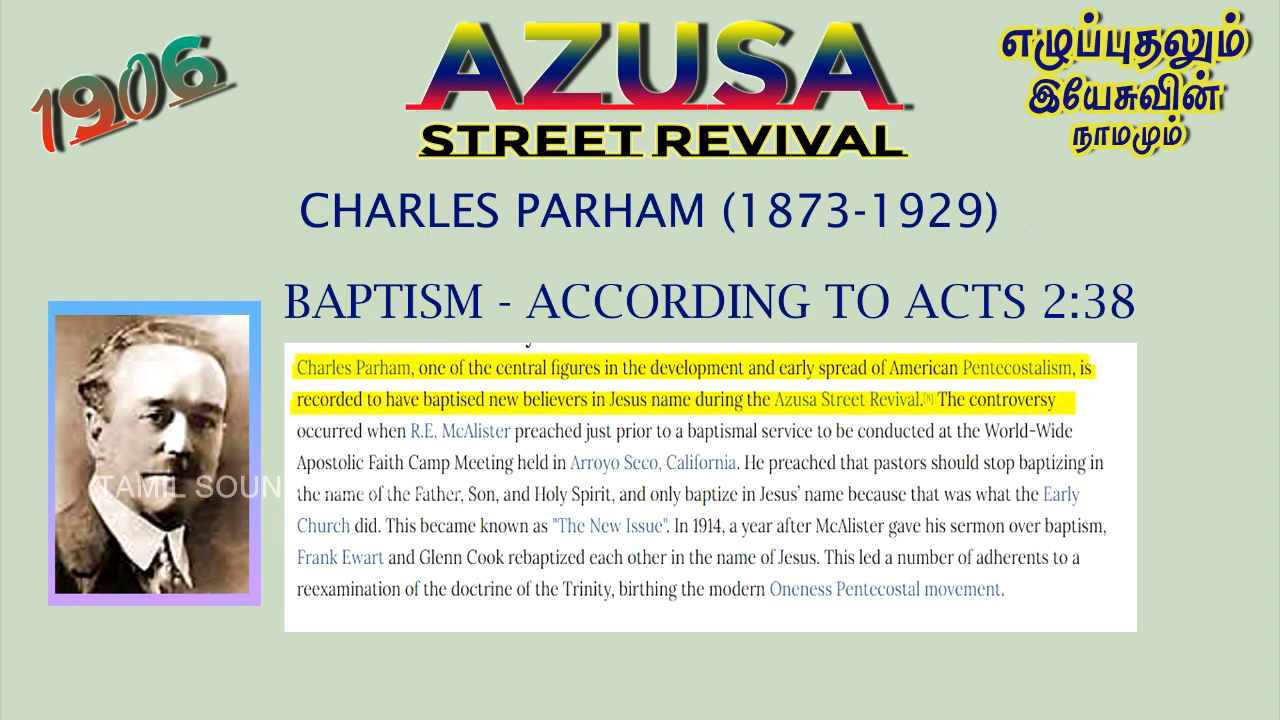 1906
AZUSA
STREET REVIVAL
எழுப்புதலும்
இயேசுவின்
நாமமும்
CHARLES PARHAM (1873-1929)
BAPTISM - ACCORDING TO ACTS 2:38
Charles Parham, one of the central figures in the development and early spread of American Pentecostalism, is
recorded to have baptised new believers in Jesus name during the Azusa Street Revival.[8] The controversy
occurred when R.E. McAlister preached just prior to a baptismal service to be conducted at the World-Wide
Apostolic Faith Camp Meeting held in Arroyo Seco, California. He preached that pastors should stop baptizing in
the name of the Father, Son, and Holy Spirit, and only baptize in Jesus' name because that was what the Early
Church did. This became known as "The New Issue". In 1914, a year after McAlister gave his sermon over baptism,
Frank Ewart and Glenn Cook rebaptized each other in the name of Jesus. This led a number of adherents to a
reexamination of the doctrine of the Trinity, birthing the modern Oneness Pentecostal movement.
TAMIL SOUN